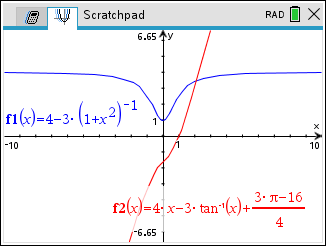 Scratchpad RAD
6.65 y
f1(x)=4-3·(1+x²)⁻¹
1
x
-10 1 10
f2(x)=4·x-3·tan⁻¹(x)+(3·π-16)/4
-6.65